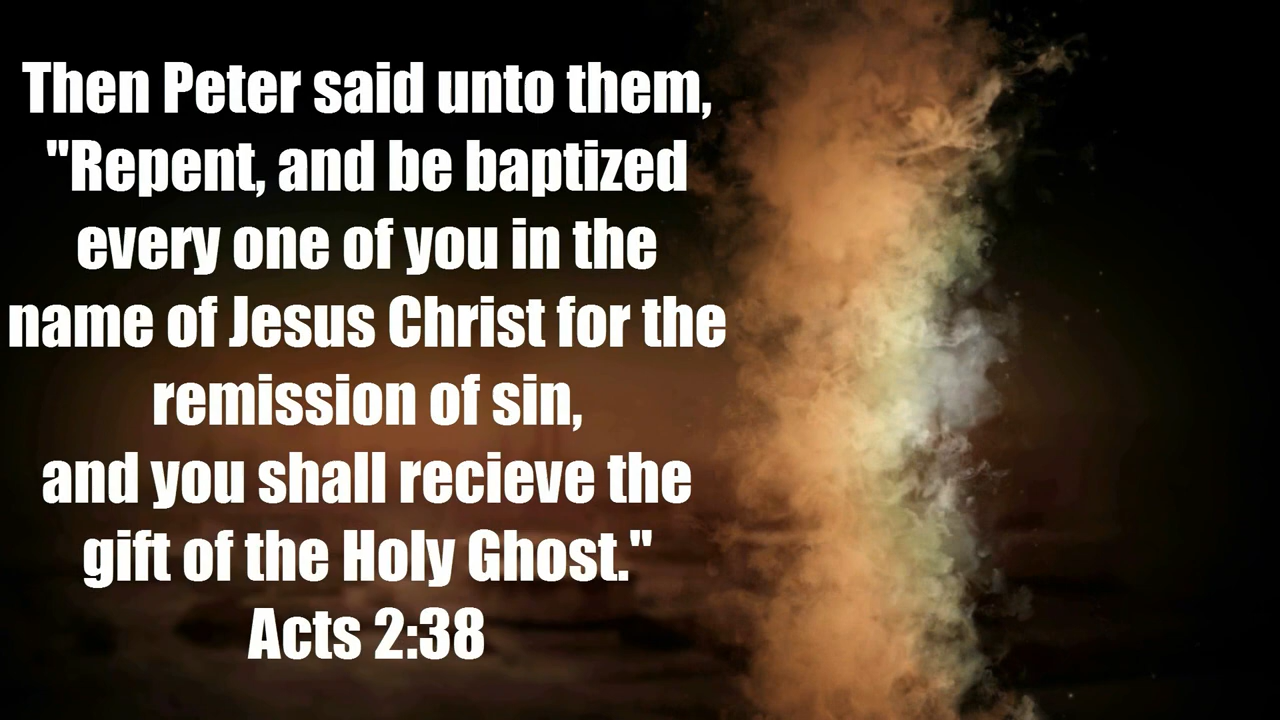 Then Peter said unto them,
"Repent, and be baptized
every one of you in the
name of Jesus Christ for the
remission of sin,
and you shall recieve the
gift of the Holy Ghost."
Acts 2:38